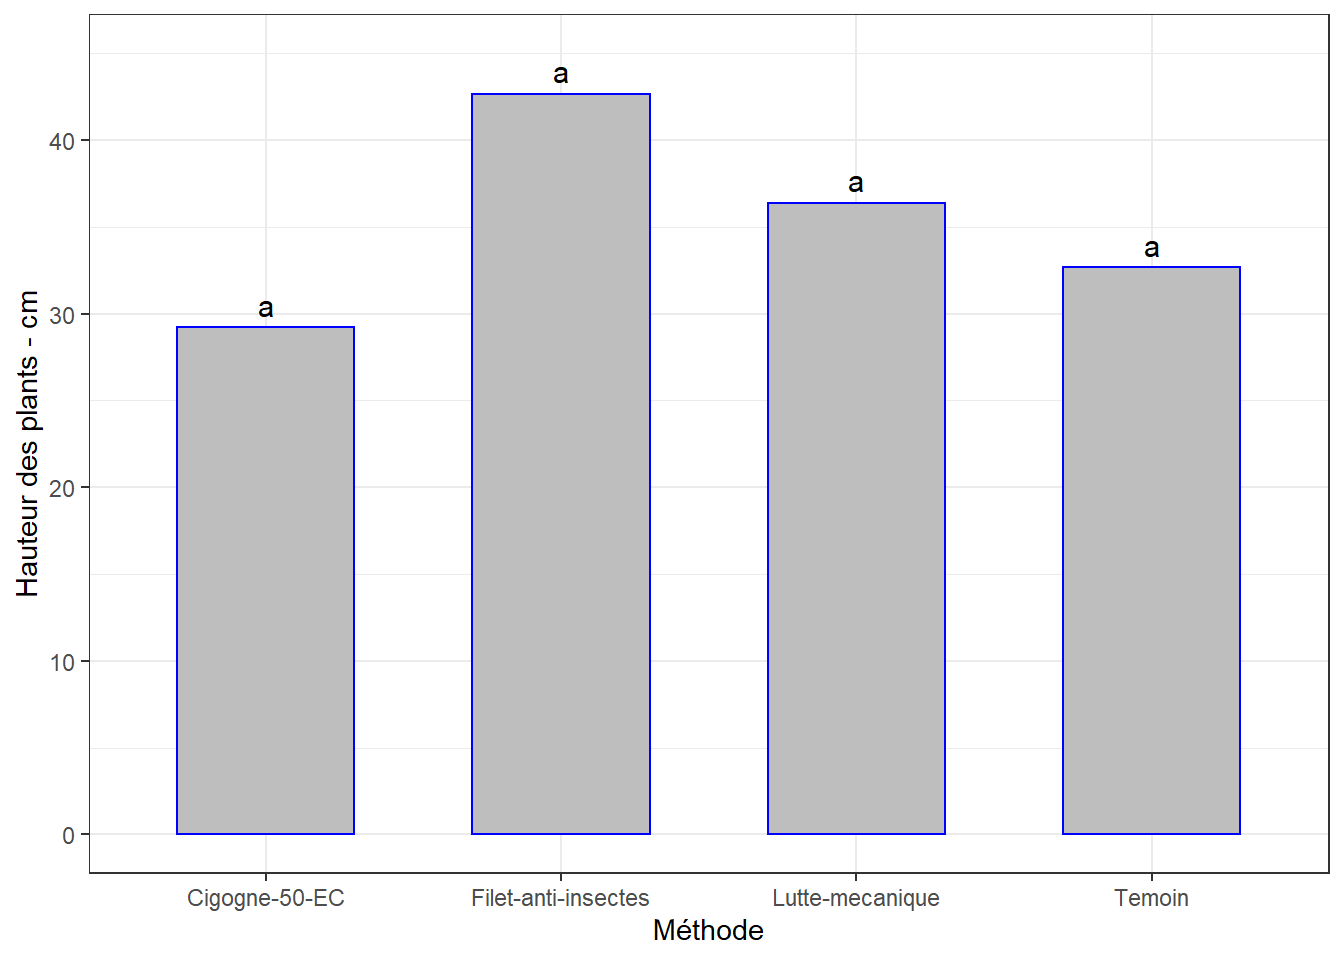 Hauteur des plants - cm
40
30
20
10
0
a
a
a
a
Cigogne-50-EC
Filet-anti-insectes
Lutte-mecanique
Temoin
Méthode